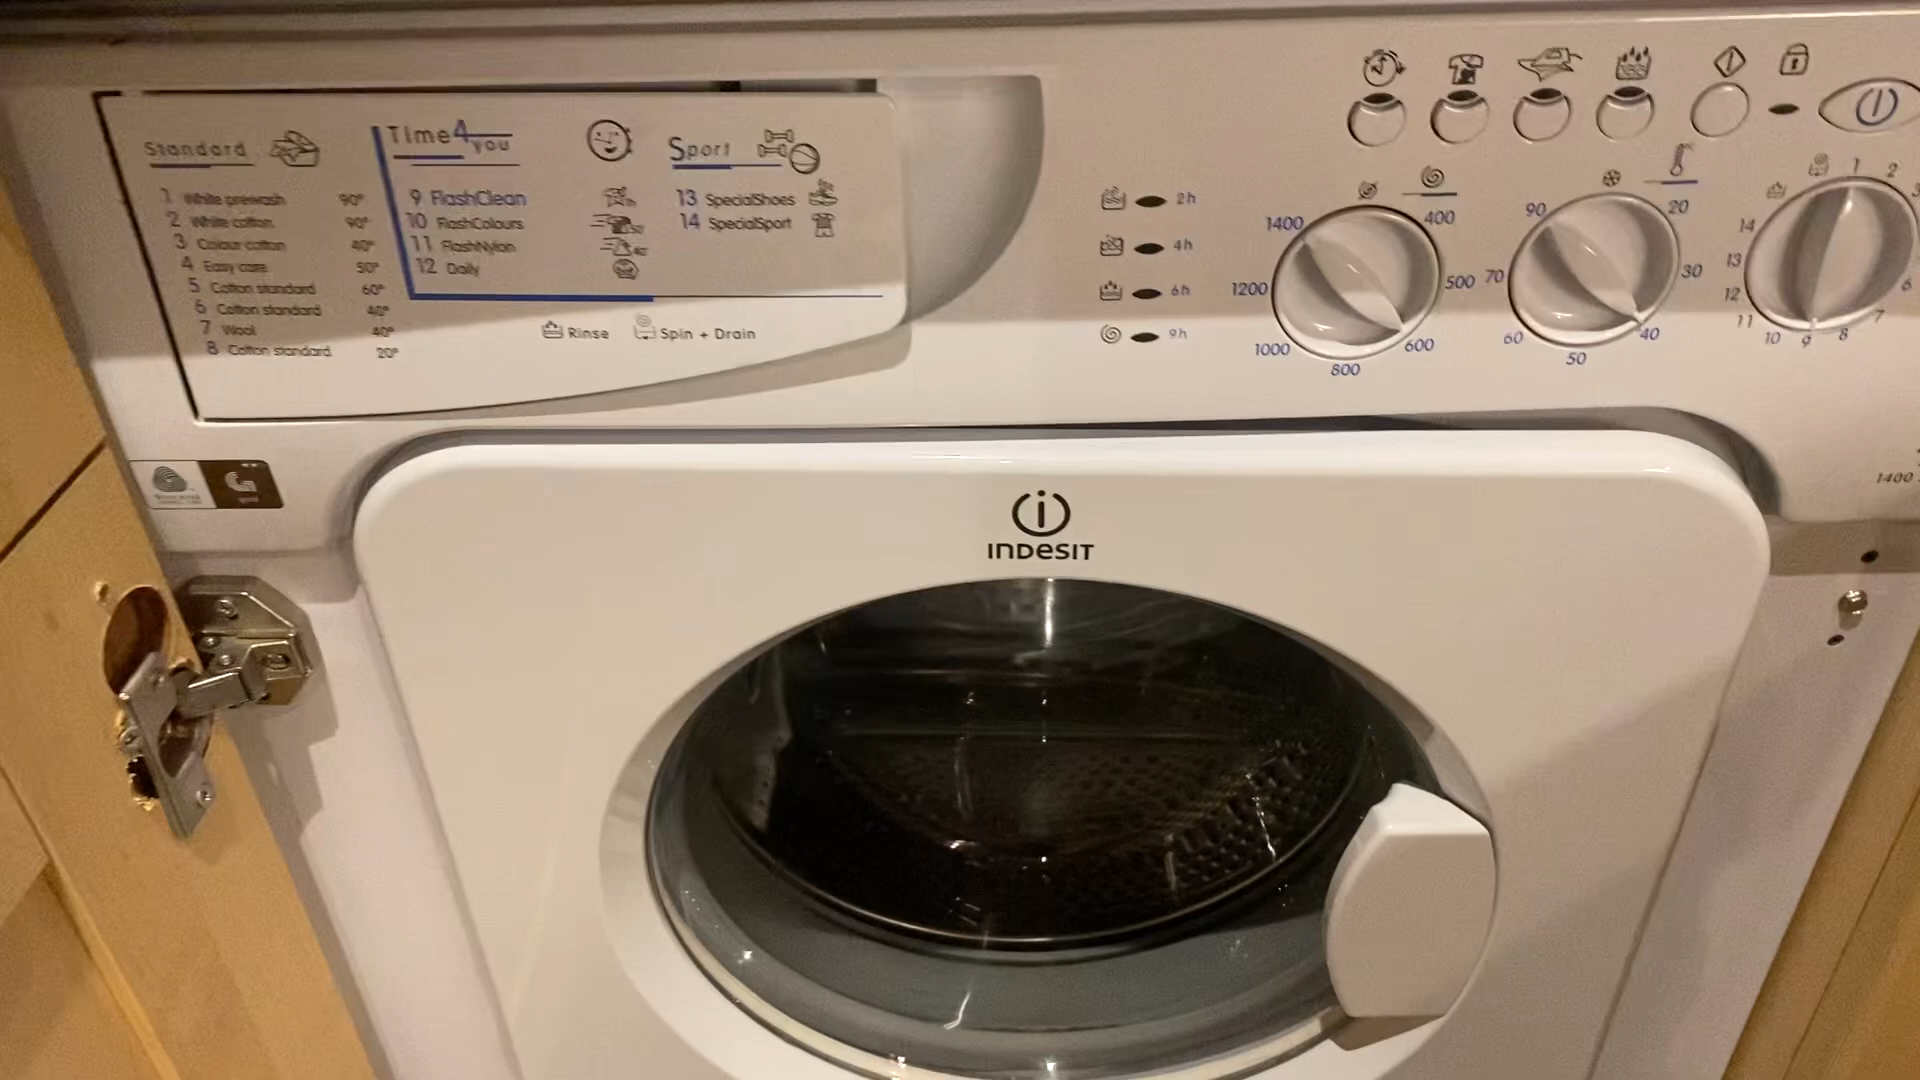 Standard
1 White prewash 90°
2 White cotton 90°
3 Colour cotton 40°
4 Easy care 50°
5 Cotton standard 60°
6 Cotton standard 40°
7 Wool 40°
8 Cotton standard 20°
Time4you
9 FlashClean
10 FlashColours 30'
11 FlashNylon 40'
12 Daily
Sport
13 SpecialShoes
14 SpecialSport
Rinse
Spin + Drain
2h
4h
6h
9h
1400
400
1200
500
1000
600
800
90
20
70
30
60
40
50
1
2
14
13
12
6
11
7
10
9
8
1400
INDESIT